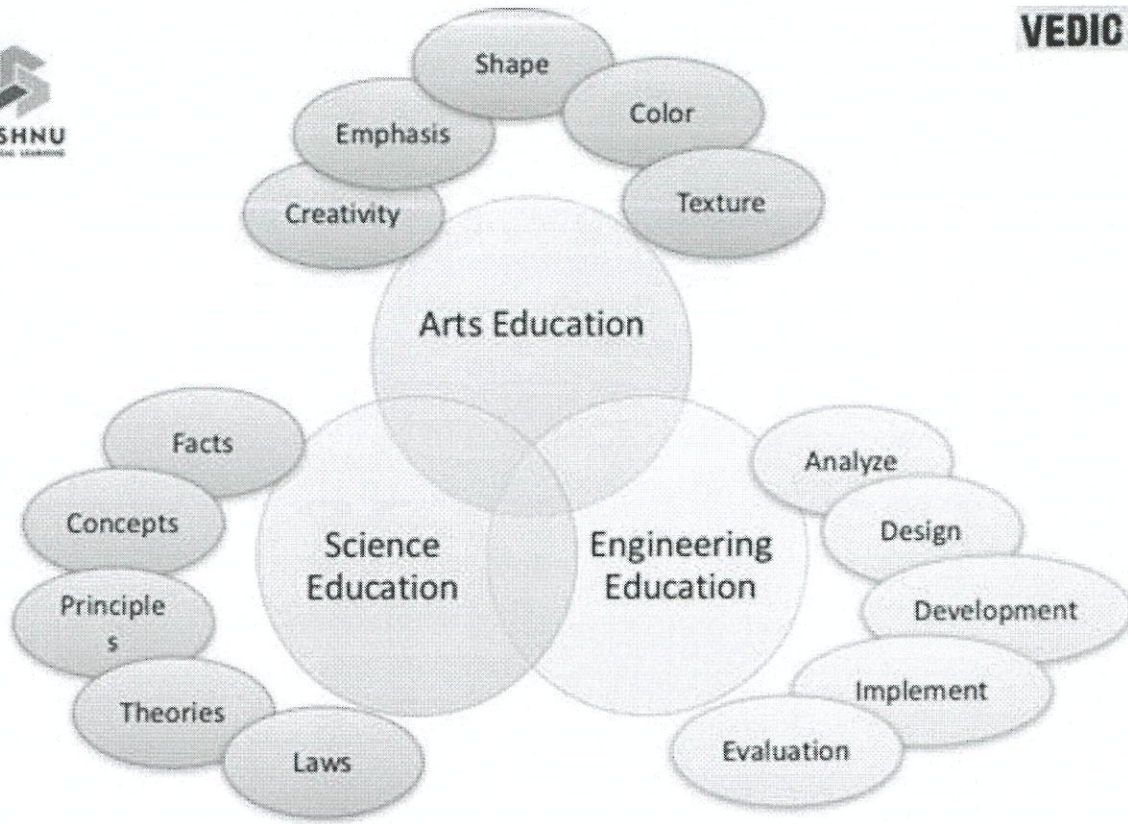 VEDIC
SHNU
Shape
Color
Emphasis
Texture
Creativity
Arts Education
Facts
Analyze
Concepts
Design
Science
Education
Engineering
Education
Principle
s
Development
Implement
Theories
Evaluation
Laws